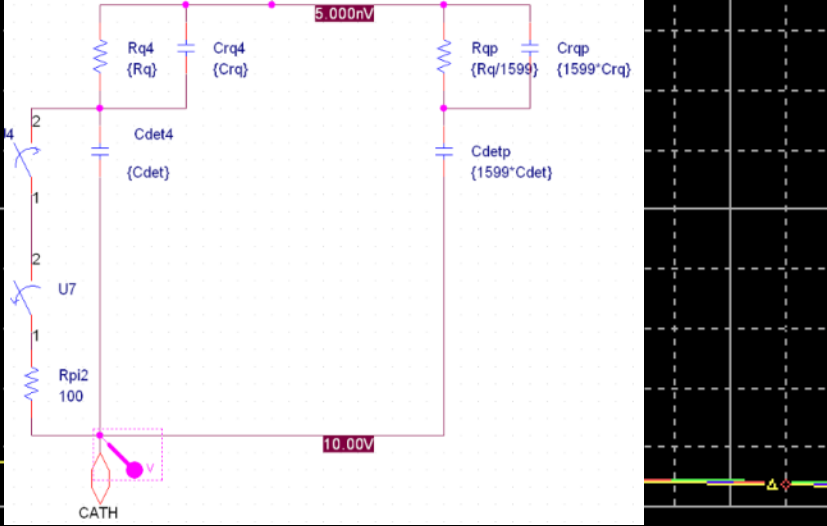 5.000nV
Rq4 Crq4 Rqp Crqp
{Rq} {Crq} {Rq/1599} {1599*Crq}
2
Cdet4
Cdetp
{Cdet} {1599*Cdet}
1
2
U7
1
Rpi2
100
10.00V
V
CATH